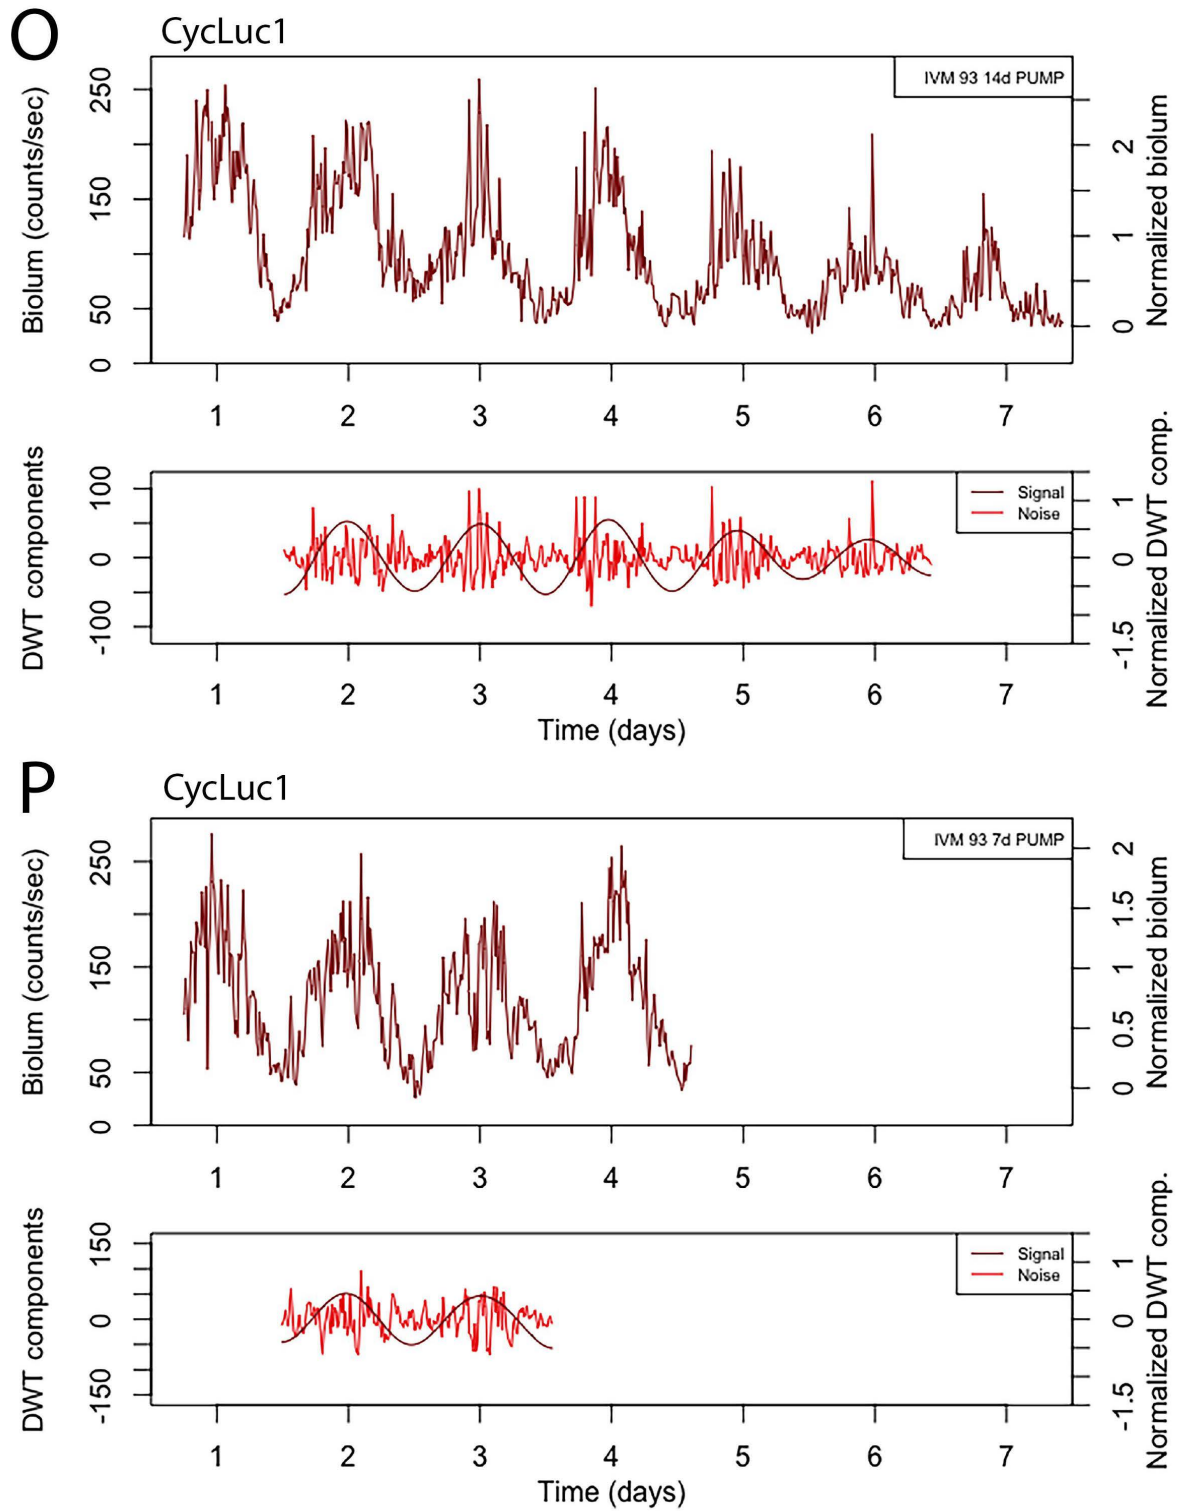 O
CycLuc1
IVM 93 14d PUMP
Biolum (counts/sec)
250
150
50
0
2
1
0
Normalized biolum
1 2 3 4 5 6 7
DWT components
100
0
-100
Signal
Noise
1
0
-1.5
Normalized DWT comp.
1 2 3 4 5 6 7
Time (days)
P
CycLuc1
IVM 93 7d PUMP
Biolum (counts/sec)
250
150
50
0
2
1.5
1
0.5
0
Normalized biolum
1 2 3 4 5 6 7
DWT components
150
0
-150
Signal
Noise
1
0
-1.5
Normalized DWT comp.
1 2 3 4 5 6 7
Time (days)